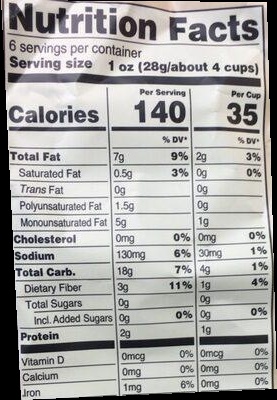 Nutrition Facts
6 servings per container
Serving size 1 oz (28g/about 4 cups)
Per Serving Per Cup
Calories 140 35
% DV* % DV*
Total Fat 7g 9% 2g 3%
Saturated Fat 0.5g 3% 0g 0%
Trans Fat 0g 0g
Polyunsaturated Fat 1.5g 0g
Monounsaturated Fat 5g 1g
Cholesterol 0mg 0% 0mg 0%
Sodium 130mg 6% 30mg 1%
Total Carb. 18g 7% 4g 1%
Dietary Fiber 3g 11% 1g 4%
Total Sugars 0g 0g
Incl. Added Sugars 0g 0% 0g 0%
Protein 2g 1g
Vitamin D 0mcg 0% 0mcg 0%
Calcium 0mg 0% 0mg 0%
Iron 1mg 6% 0mg 0%